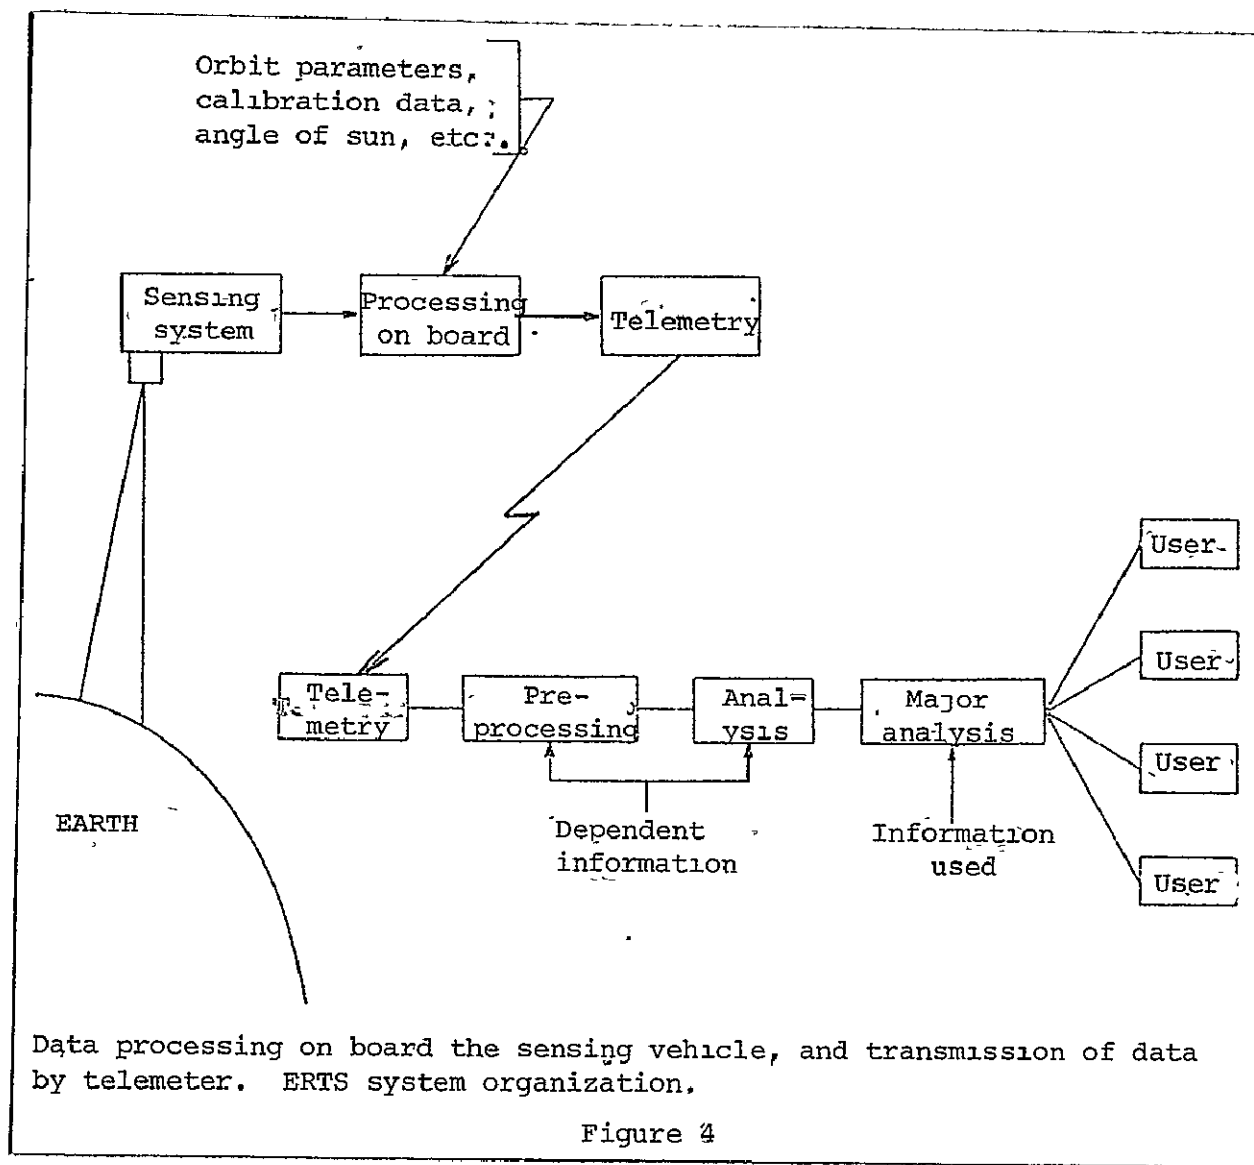 Orbit parameters,
calibration data,
angle of sun, etc.
Sensing
system
Processing
on board
Telemetry
User
User
User
User
Tele-
metry
Pre-
processing
Anal-
ysis
Major
analysis
EARTH
Dependent
information
Information
used
Data processing on board the sensing vehicle, and transmission of data
by telemeter. ERTS system organization.
Figure 4